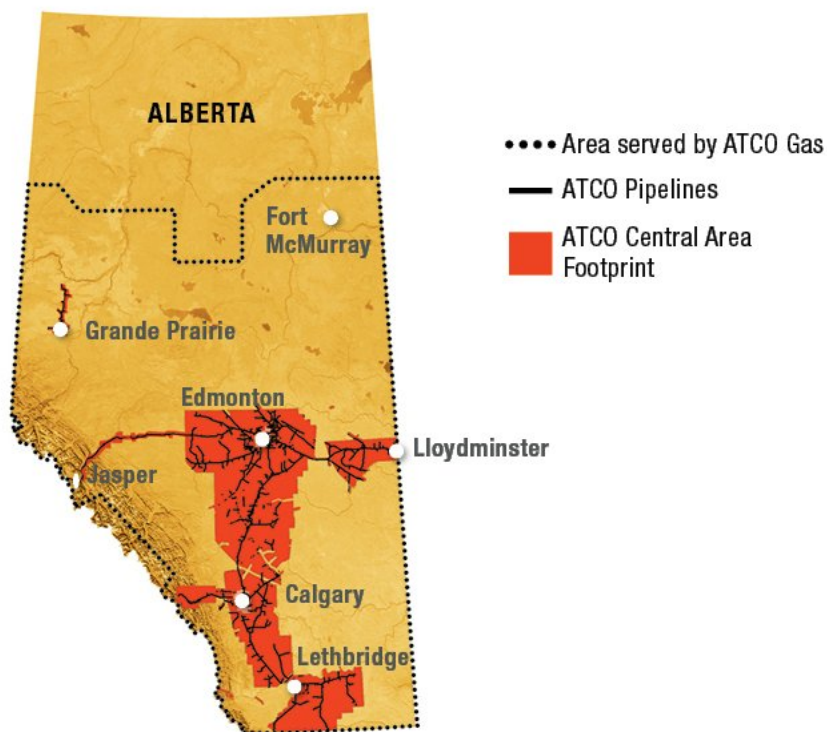 ALBERTA
Area served by ATCO Gas
ATCO Pipelines
ATCO Central Area
Footprint
Fort
McMurray
Grande Prairie
Edmonton
Lloydminster
Jasper
Calgary
Lethbridge